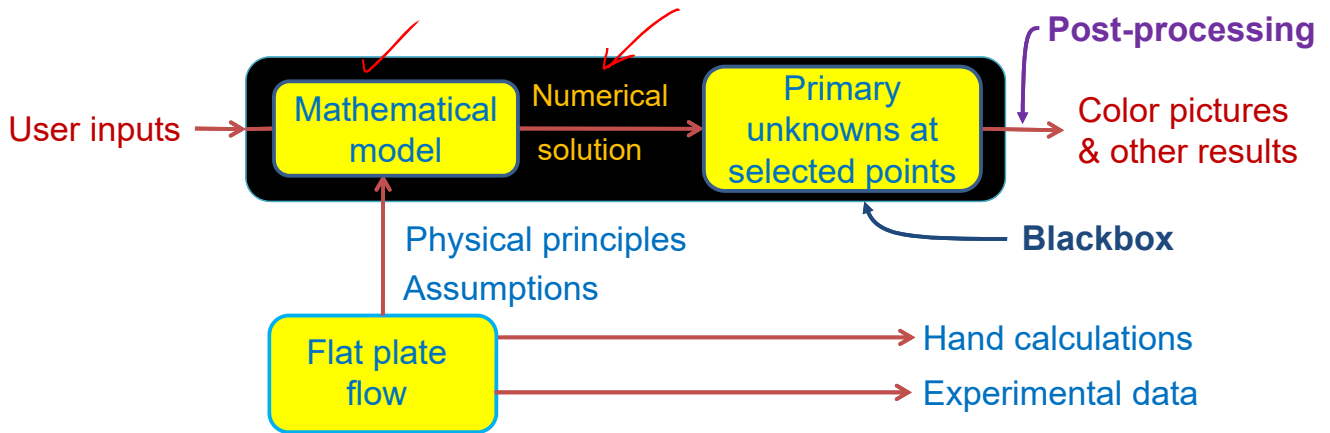 Post-processing
User inputs
Mathematical
model
Numerical
solution
Primary
unknowns at
selected points
Color pictures
& other results
Physical principles
Assumptions
Blackbox
Flat plate
flow
Hand calculations
Experimental data